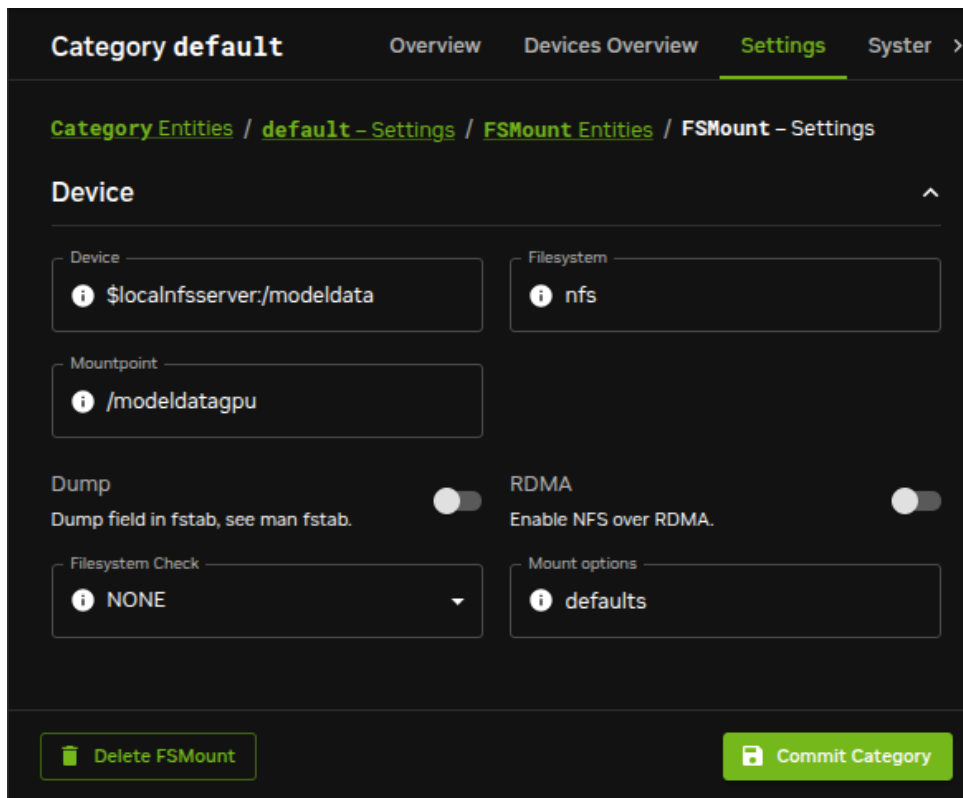 Category default Overview Devices Overview Settings Syster
Category Entities / default – Settings / FSMount Entities / FSMount – Settings
Device
Device Filesystem
$localnfsserver:/modeldata nfs
Mountpoint
/modeldatagpu
Dump RDMA
Dump field in fstab, see man fstab. Enable NFS over RDMA.
Filesystem Check Mount options
NONE defaults
Delete FSMount Commit Category